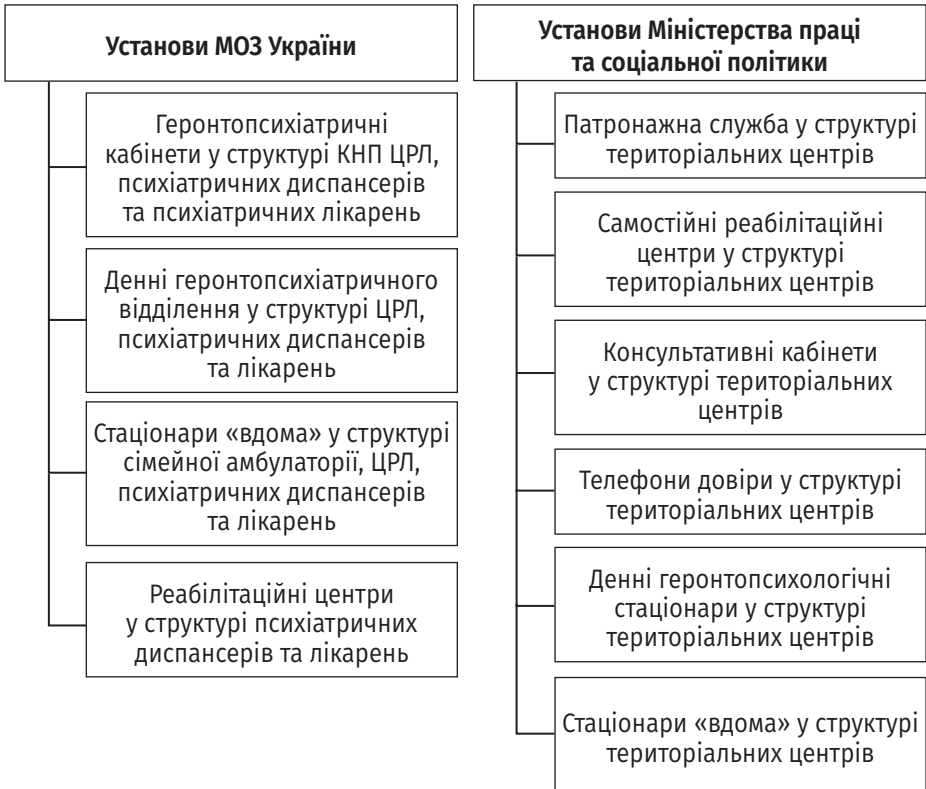 Установи МОЗ України
Геронтопсихіатричні
кабінети у структурі КНП ЦРЛ,
психіатричних диспансерів
та психіатричних лікарень
Денні геронтопсихіатричного
відділення у структурі ЦРЛ,
психіатричних диспансерів
та лікарень
Стаціонари «вдома» у структурі
сімейної амбулаторії, ЦРЛ,
психіатричних диспансерів
та лікарень
Реабілітаційні центри
у структурі психіатричних
диспансерів та лікарень
Установи Міністерства праці
та соціальної політики
Патронажна служба у структурі
територіальних центрів
Самостійні реабілітаційні
центри у структурі
територіальних центрів
Консультативні кабінети
у структурі територіальних
центрів
Телефони довіри у структурі
територіальних центрів
Денні геронтопсихологічні
стаціонари у структурі
територіальних центрів
Стаціонари «вдома» у структурі
територіальних центрів